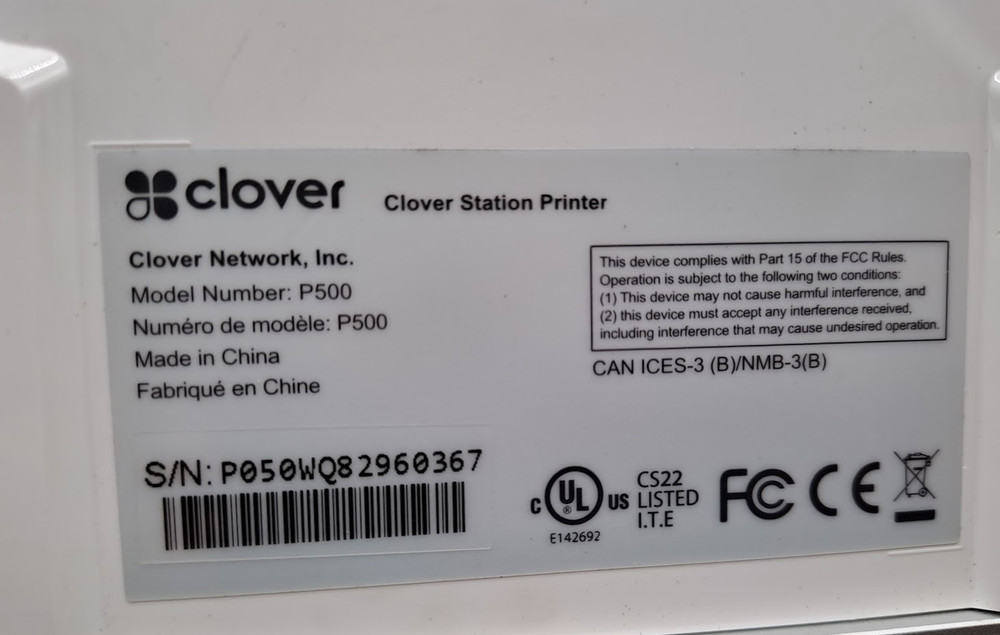 clover
Clover Station Printer
Clover Network, Inc.
Model Number: P500
Numéro de modèle: P500
Made in China
Fabriqué en Chine
This device complies with Part 15 of the FCC Rules.
Operation is subject to the following two conditions:
(1) This device may not cause harmful interference, and
(2) this device must accept any interference received,
including interference that may cause undesired operation.
CAN ICES-3 (B)/NMB-3(B)
S/N: P050WQ82960367
C UL ® US
CS22
LISTED
I.T.E
E142692
FCC CE